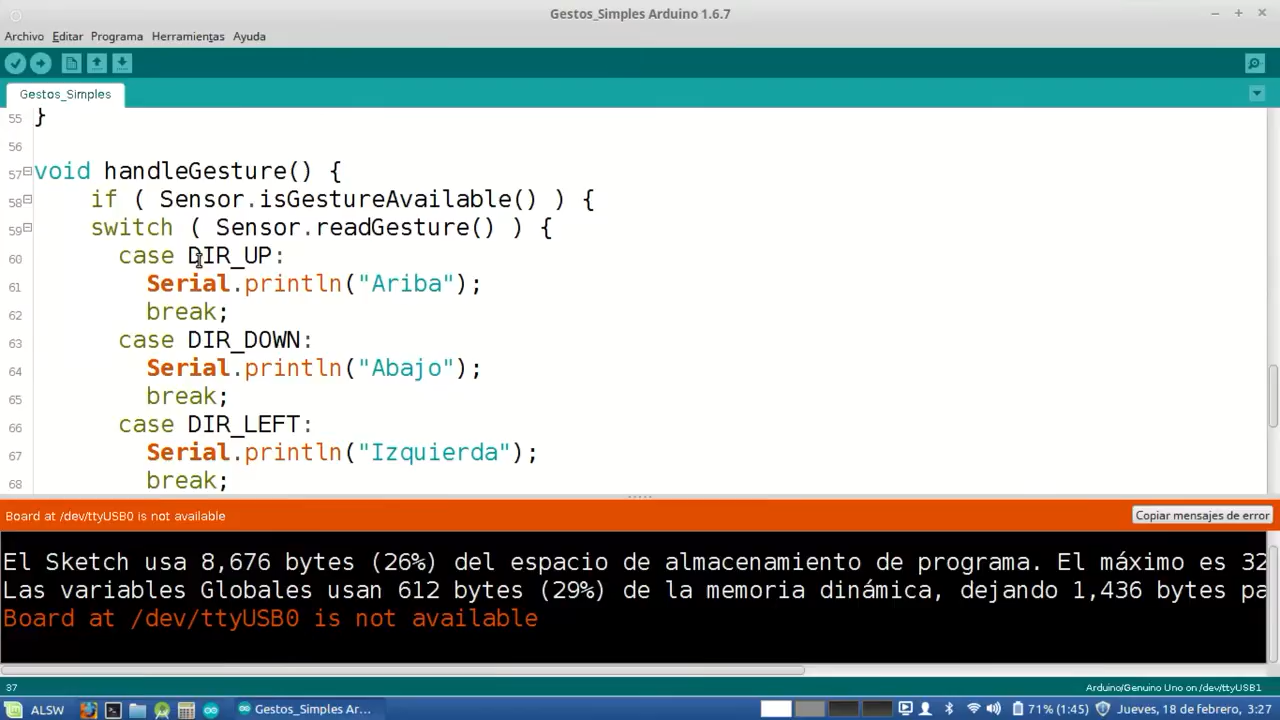 Gestos_Simples Arduino 1.6.7
Archivo Editar Programa Herramientas Ayuda
Gestos_Simples
55 }
56
57 void handleGesture() {
58 if ( Sensor.isGestureAvailable() ) {
59 switch ( Sensor.readGesture() ) {
60 case DIR_UP:
61 Serial.println("Ariba");
62 break;
63 case DIR_DOWN:
64 Serial.println("Abajo");
65 break;
66 case DIR_LEFT:
67 Serial.println("Izquierda");
68 break;
Board at /dev/ttyUSB0 is not available
Copiar mensajes de error
El Sketch usa 8,676 bytes (26%) del espacio de almacenamiento de programa. El máximo es 32
Las variables Globales usan 612 bytes (29%) de la memoria dinámica, dejando 1,436 bytes pa
Board at /dev/ttyUSB0 is not available
37
Arduino/Genuino Uno on /dev/ttyUSB1
ALSW
Gestos_Simples Ar...
71% (1:45)
Jueves, 18 de febrero, 3:27